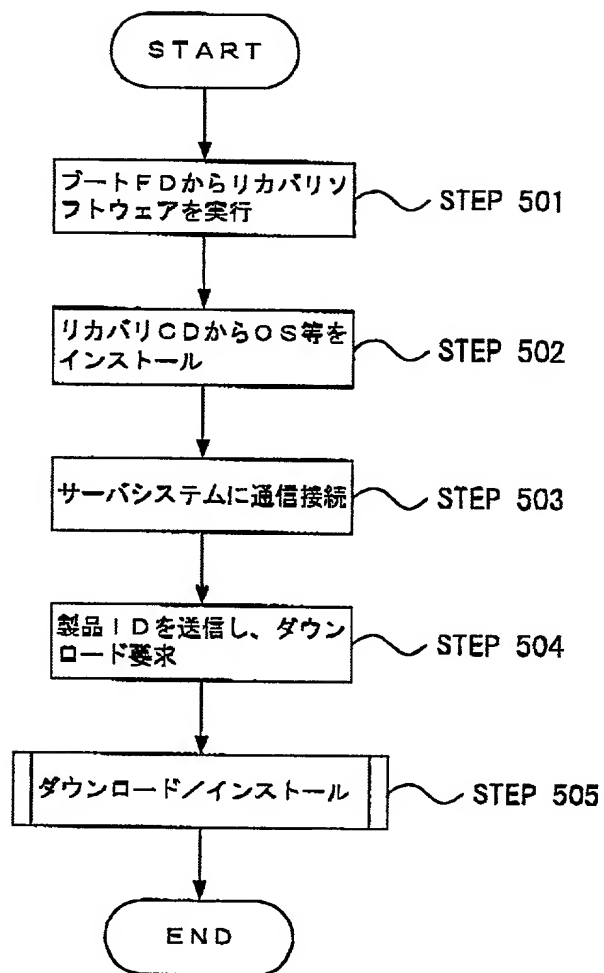 START
ブートFDからリカバリソ
フトウェアを実行
STEP 501
リカバリCDからOS等を
インストール
STEP 502
サーバシステムに通信接続
STEP 503
製品IDを送信し、ダウン
ロード要求
STEP 504
ダウンロード/インストール
STEP 505
END